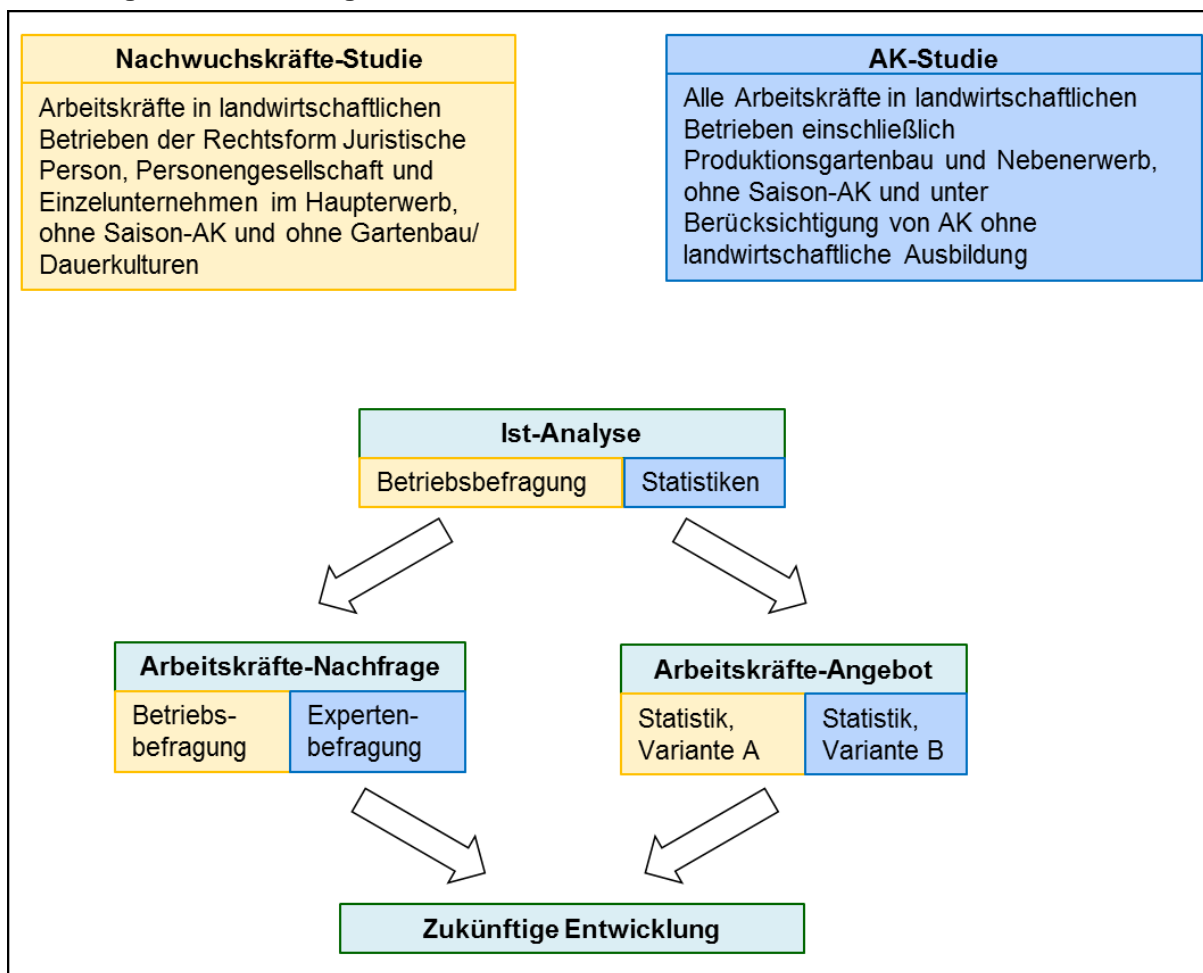 Nachwuchskräfte-Studie
Arbeitskräfte in landwirtschaftlichen
Betrieben der Rechtsform Juristische
Person, Personengesellschaft und
Einzelunternehmen im Haupterwerb,
ohne Saison-AK und ohne Gartenbau/
Dauerkulturen
AK-Studie
Alle Arbeitskräfte in landwirtschaftlichen
Betrieben einschließlich
Produktionsgartenbau und Nebenerwerb,
ohne Saison-AK und unter
Berücksichtigung von AK ohne
landwirtschaftliche Ausbildung
Ist-Analyse
Betriebsbefragung
Statistiken
Arbeitskräfte-Nachfrage
Betriebs-
befragung
Experten-
befragung
Arbeitskräfte-Angebot
Statistik,
Variante A
Statistik,
Variante B
Zukünftige Entwicklung